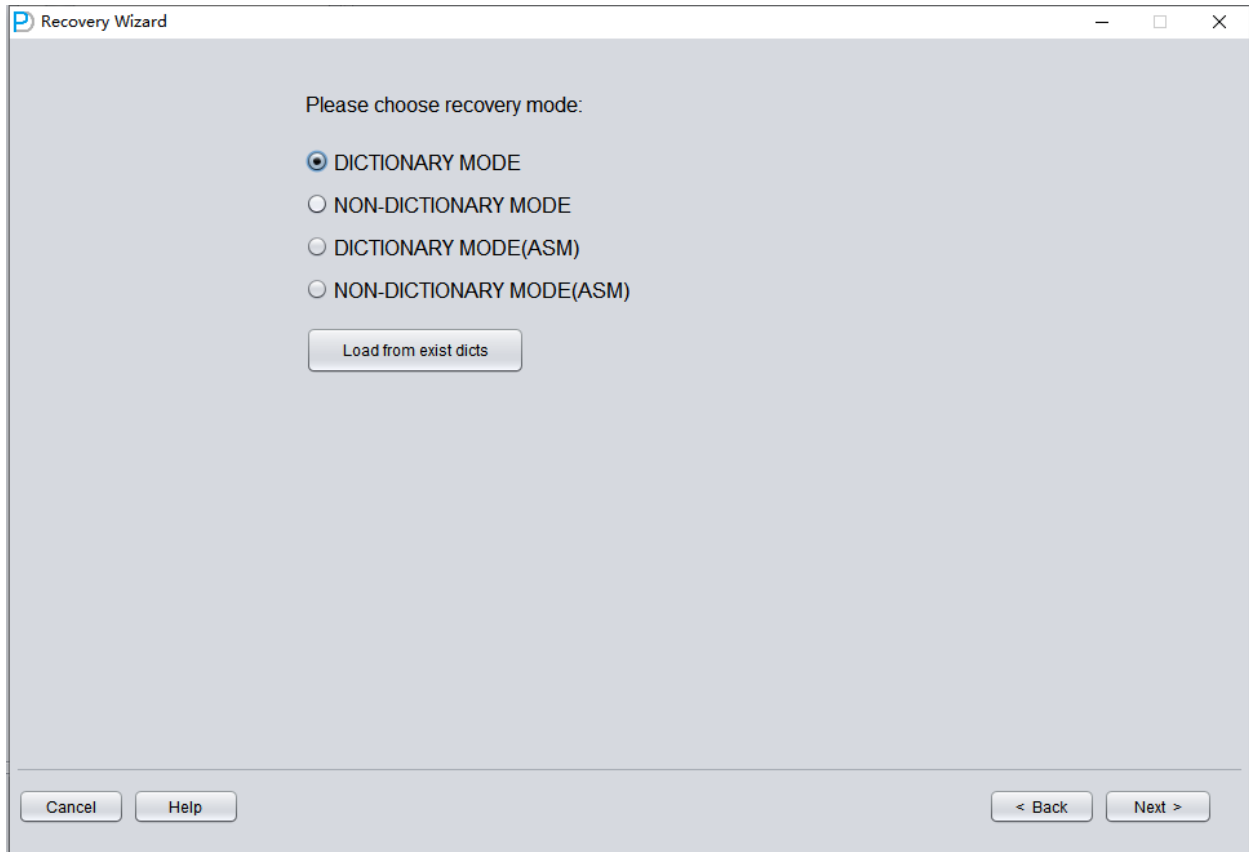 Recovery Wizard
Please choose recovery mode:
DICTIONARY MODE
NON-DICTIONARY MODE
DICTIONARY MODE(ASM)
NON-DICTIONARY MODE(ASM)
Load from exist dicts
Cancel Help < Back Next >